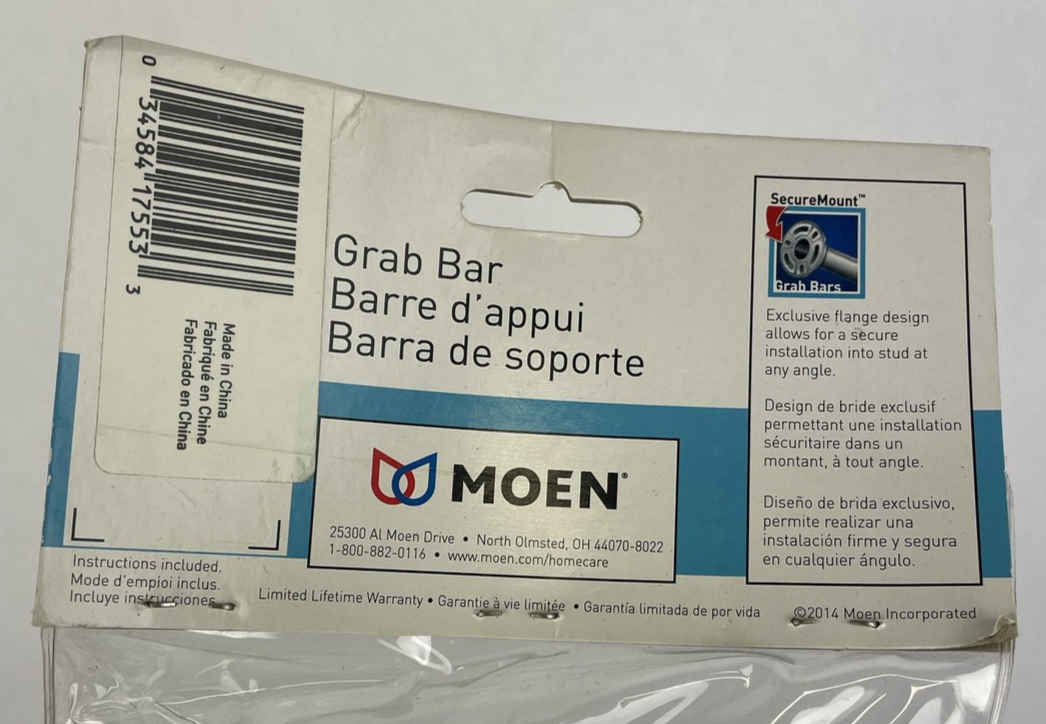 0 34584 17553 3
Made in China
Fabriqué en Chine
Fabricado en China
Grab Bar
Barre d'appui
Barra de soporte
MOEN®
25300 Al Moen Drive • North Olmsted, OH 44070-8022
1-800-882-0116 • www.moen.com/homecare
SecureMount™
Grab Bars
Exclusive flange design
allows for a secure
installation into stud at
any angle.
Design de bride exclusif
permettant une installation
sécuritaire dans un
montant, à tout angle.
Diseño de brida exclusivo,
permite realizar una
instalación firme y segura
en cualquier ángulo.
Instructions included.
Mode d'empioi inclus.
Incluye instrucciones.
Limited Lifetime Warranty • Garantie à vie limitée • Garantía limitada de por vida
©2014 Moen Incorporated